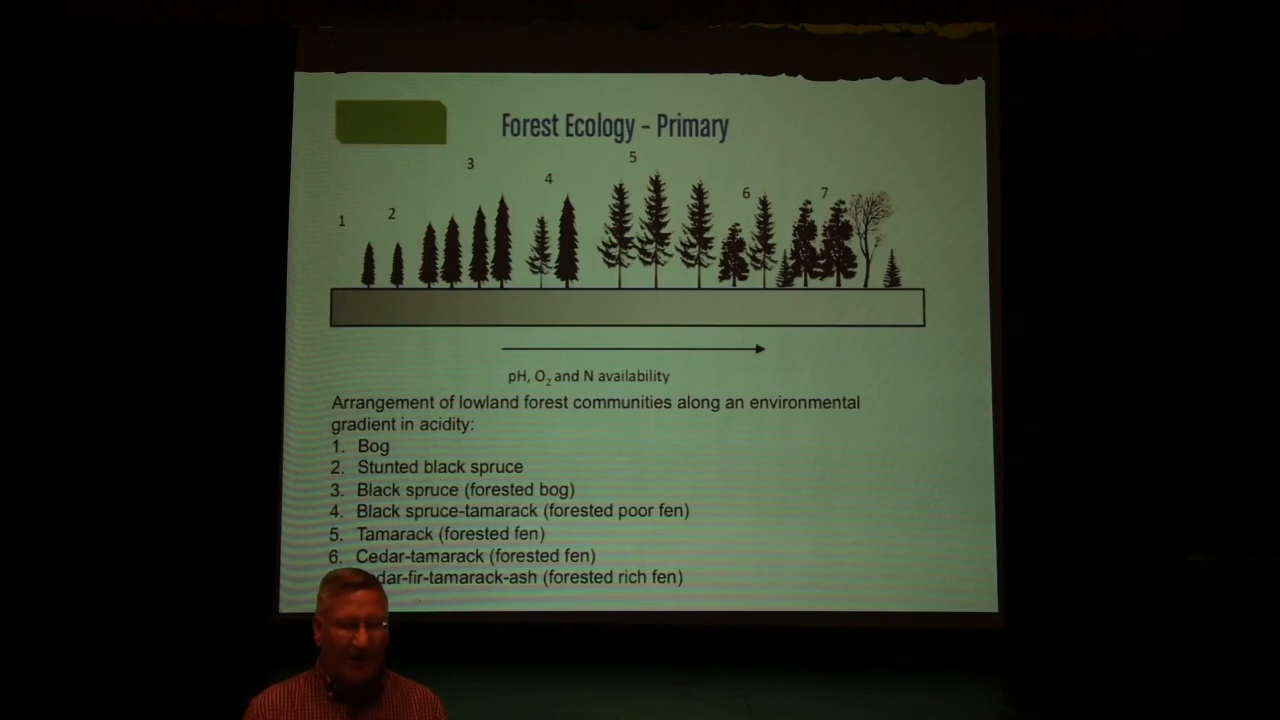 Forest Ecology - Primary
1
2
3
4
5
6
7
pH, O2 and N availability
Arrangement of lowland forest communities along an environmental
gradient in acidity:
1. Bog
2. Stunted black spruce
3. Black spruce (forested bog)
4. Black spruce-tamarack (forested poor fen)
5. Tamarack (forested fen)
6. Cedar-tamarack (forested fen)
dar-fir-tamarack-ash (forested rich fen)